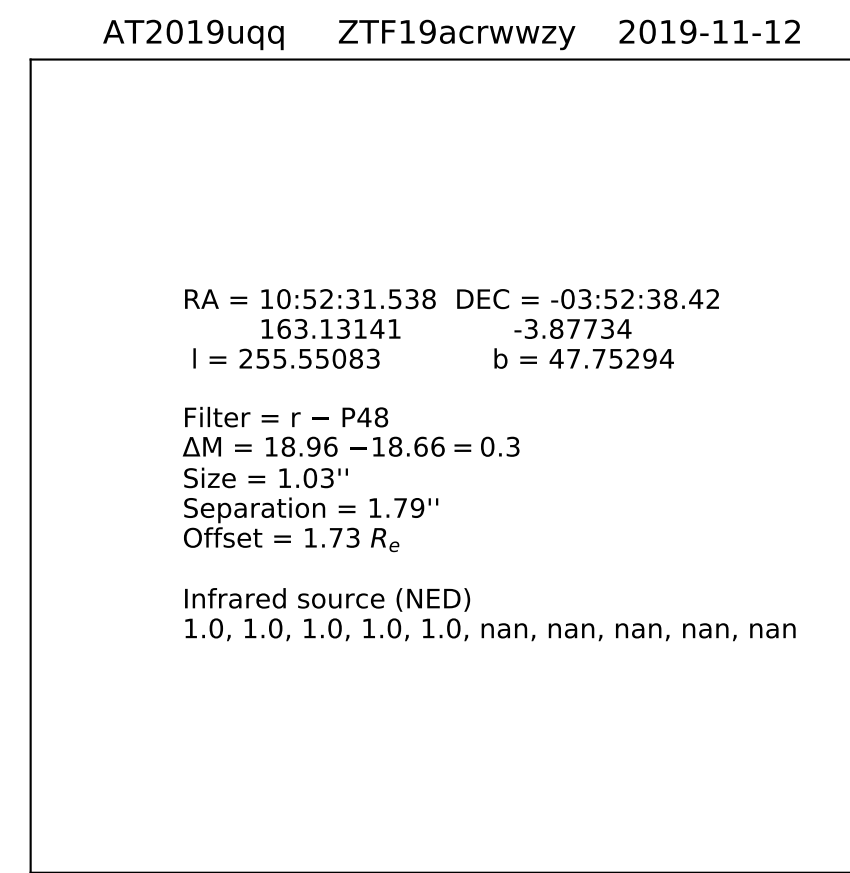 AT2019uqq ZTF19acrwwzy 2019-11-12
RA = 10:52:31.538 DEC = -03:52:38.42
163.13141 -3.87734
l = 255.55083 b = 47.75294
Filter = r − P48
ΔM = 18.96 −18.66 = 0.3
Size = 1.03''
Separation = 1.79''
Offset = 1.73 Re
Infrared source (NED)
1.0, 1.0, 1.0, 1.0, 1.0, nan, nan, nan, nan, nan